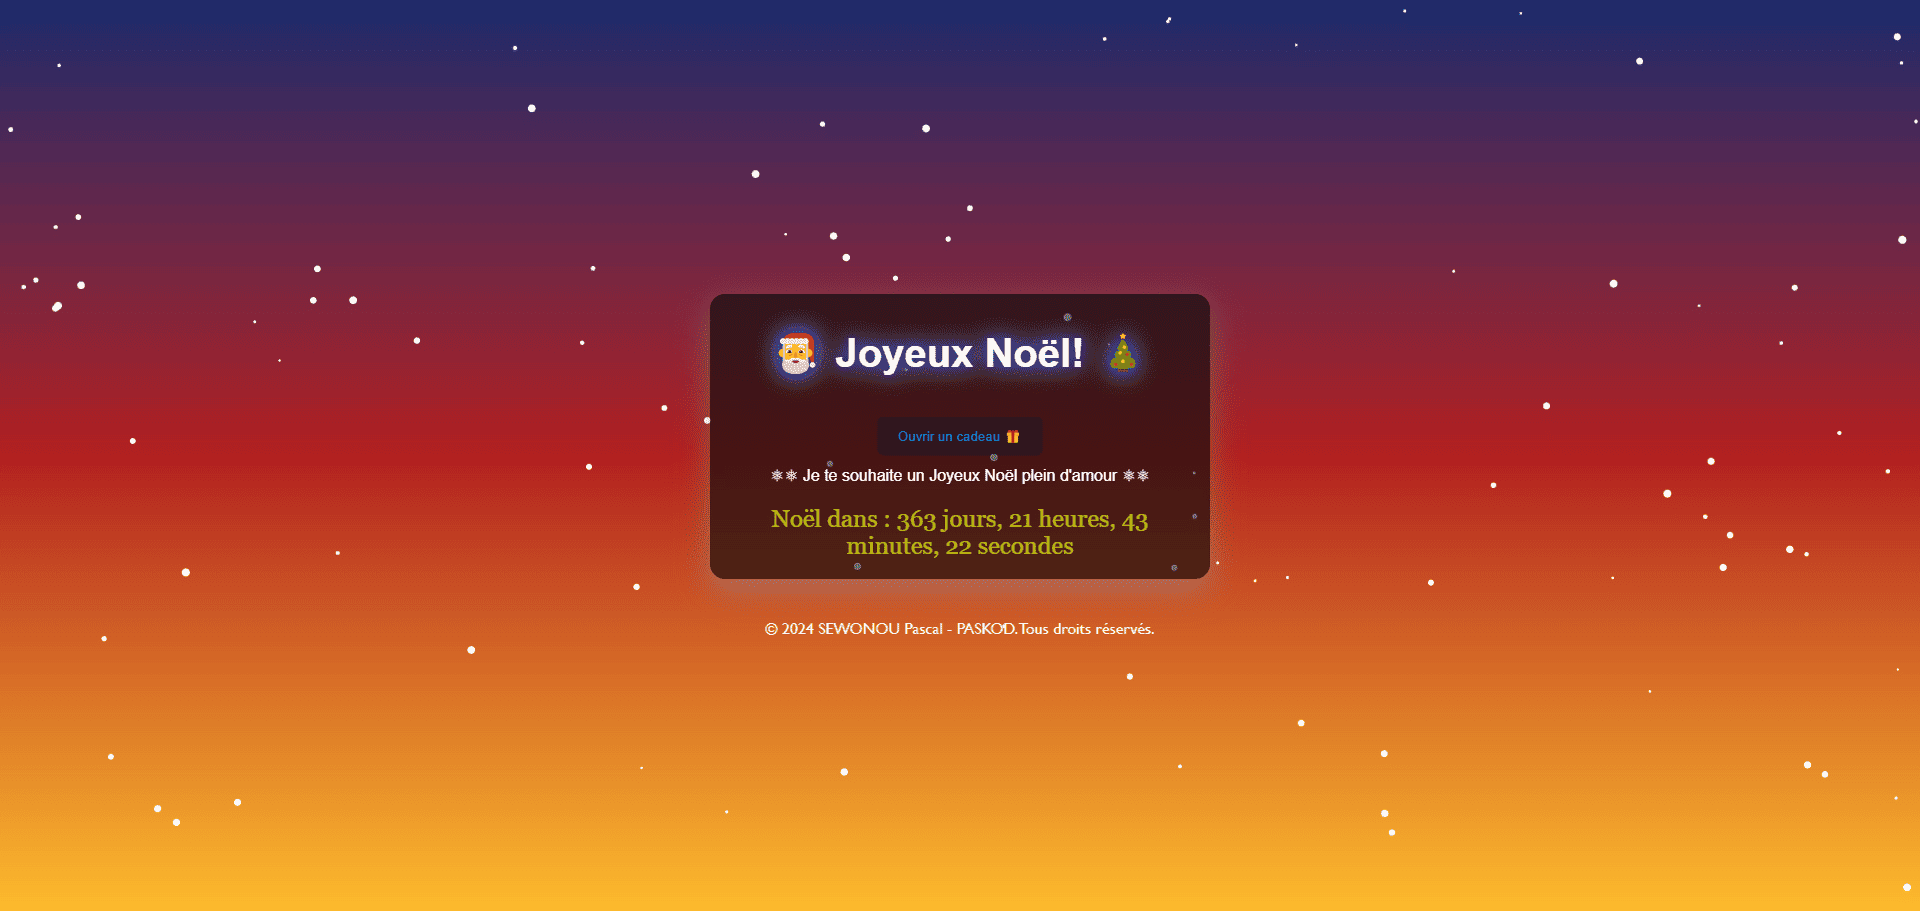 🎅 Joyeux Noël! 🎄
Ouvrir un cadeau 🎁
❄❄ Je te souhaite un Joyeux Noël plein d'amour ❄❄
Noël dans : 363 jours, 21 heures, 43
minutes, 22 secondes
© 2024 SEWONOU Pascal - PASKOD.Tous droits réservés.